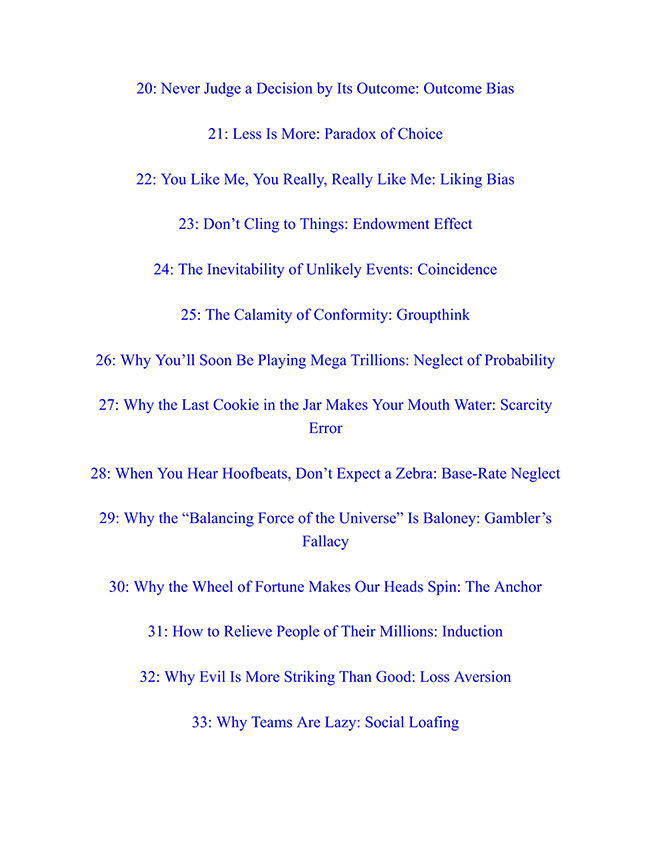 20: Never Judge a Decision by Its Outcome: Outcome Bias
21: Less Is More: Paradox of Choice
22: You Like Me, You Really, Really Like Me: Liking Bias
23: Don’t Cling to Things: Endowment Effect
24: The Inevitability of Unlikely Events: Coincidence
25: The Calamity of Conformity: Groupthink
26: Why You’ll Soon Be Playing Mega Trillions: Neglect of Probability
27: Why the Last Cookie in the Jar Makes Your Mouth Water: Scarcity
Error
28: When You Hear Hoofbeats, Don’t Expect a Zebra: Base-Rate Neglect
29: Why the “Balancing Force of the Universe” Is Baloney: Gambler’s
Fallacy
30: Why the Wheel of Fortune Makes Our Heads Spin: The Anchor
31: How to Relieve People of Their Millions: Induction
32: Why Evil Is More Striking Than Good: Loss Aversion
33: Why Teams Are Lazy: Social Loafing